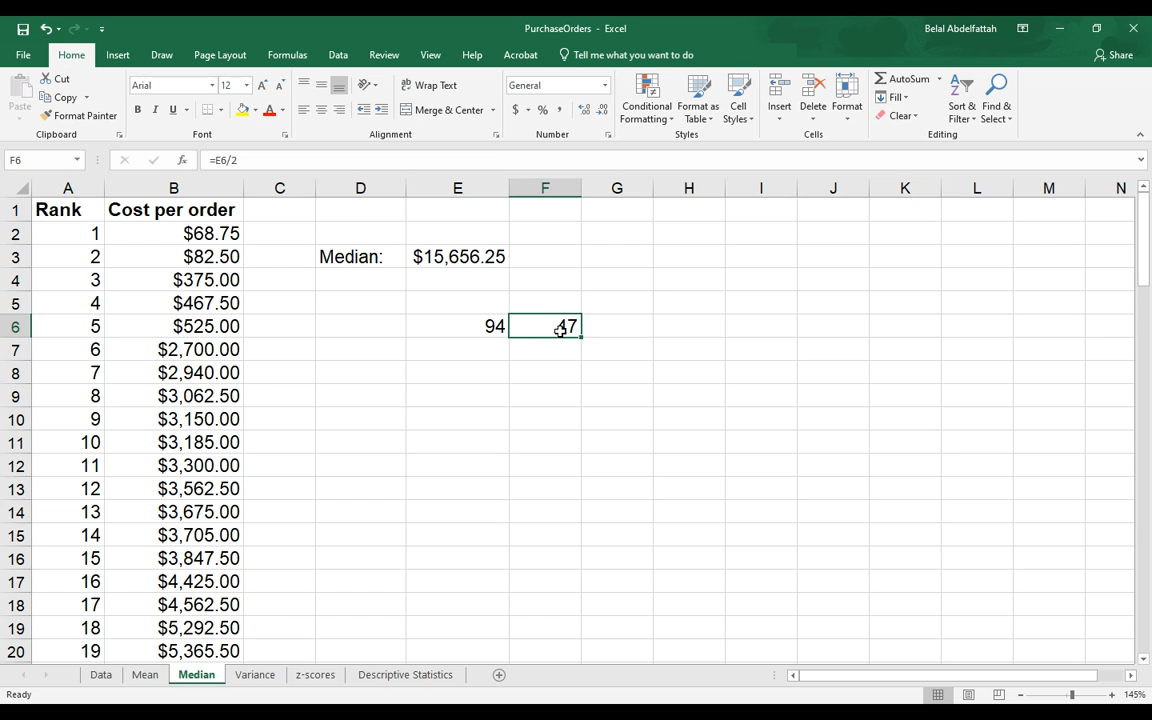 PurchaseOrders - Excel
Belal Abdelfattah
File Home Insert Draw Page Layout Formulas Data Review View Help Acrobat Tell me what you want to do Share
Paste
Cut
Copy
Format Painter
Clipboard
Arial 12
B I U
Font
Wrap Text
Merge & Center
Alignment
General
$ % ,
Number
Conditional Formatting
Format as Table
Cell Styles
Styles
Insert Delete Format
Cells
AutoSum
Fill
Clear
Sort & Filter
Find & Select
Editing
F6 fx =E6/2
A B C D E F G H I J K L M N
1 Rank Cost per order
2 1 $68.75
3 2 $82.50 Median: $15,656.25
4 3 $375.00
5 4 $467.50
6 5 $525.00 94 47
7 6 $2,700.00
8 7 $2,940.00
9 8 $3,062.50
10 9 $3,150.00
11 10 $3,185.00
12 11 $3,300.00
13 12 $3,562.50
14 13 $3,675.00
15 14 $3,705.00
16 15 $3,847.50
17 16 $4,425.00
18 17 $4,562.50
19 18 $5,292.50
20 19 $5,365.50
Data Mean Median Variance z-scores Descriptive Statistics
Ready
145%